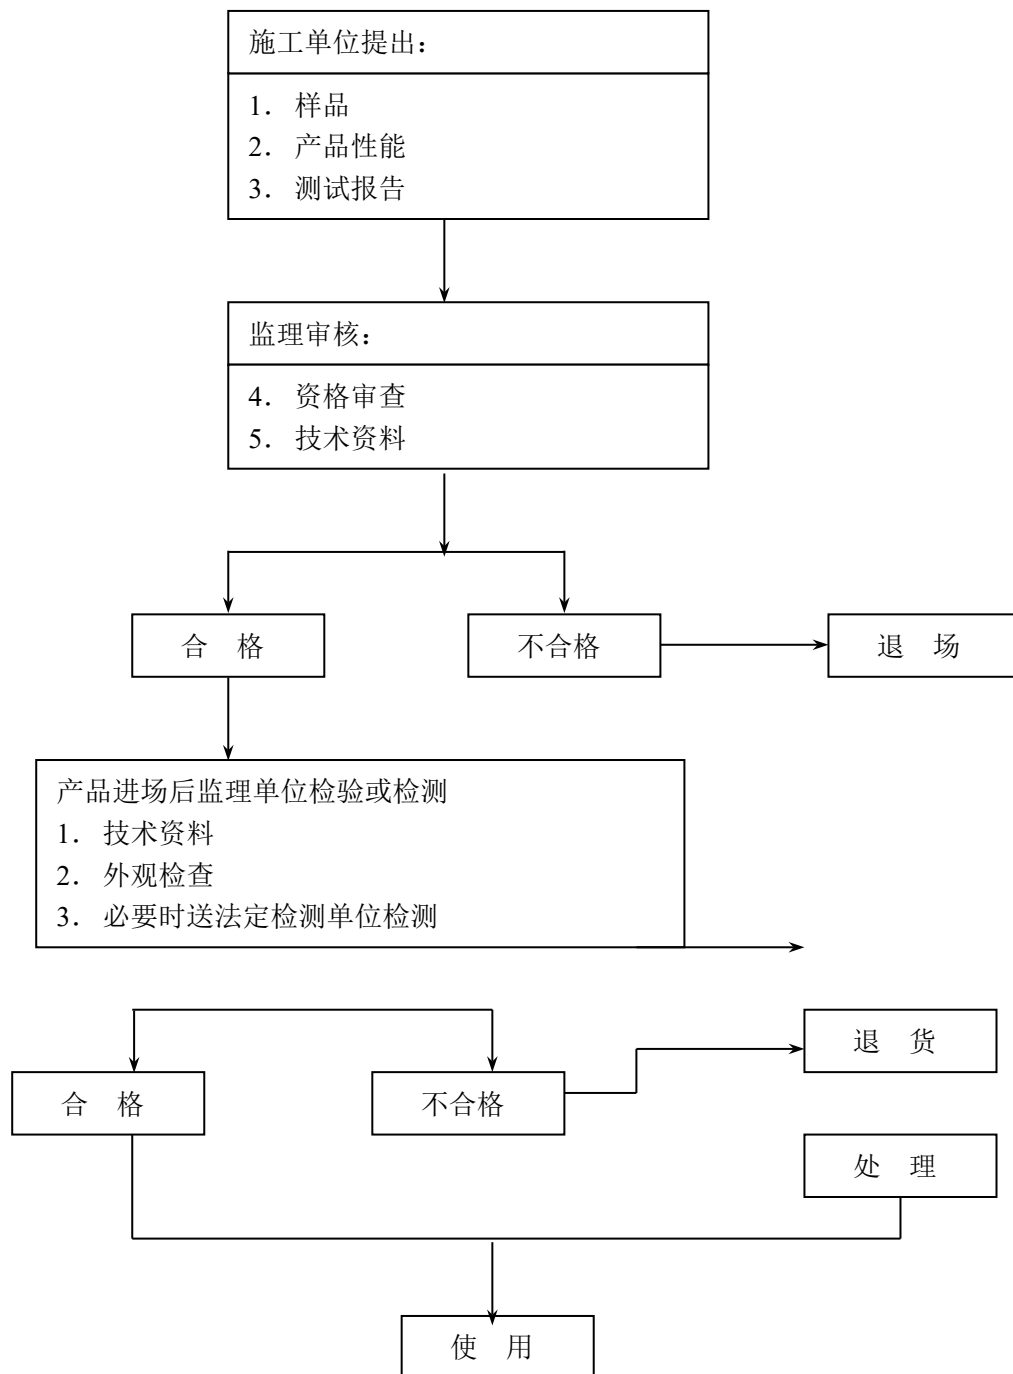 施工单位提出：
1． 样品
2． 产品性能
3． 测试报告
监理审核：
4． 资格审查
5． 技术资料
合 格
不合格
退 场
产品进场后监理单位检验或检测
1． 技术资料
2． 外观检查
3． 必要时送法定检测单位检测
退 货
合 格
不合格
处 理
使 用